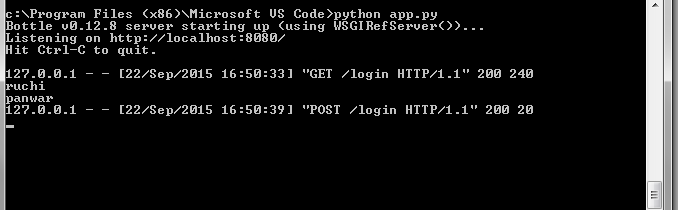 c:\Program Files (x86)\Microsoft VS Code>python app.py
Bottle v0.12.8 server starting up (using WSGIRefServer())...
Listening on http://localhost:8080/
Hit Ctrl-C to quit.
127.0.0.1 - - [22/Sep/2015 16:50:33] "GET /login HTTP/1.1" 200 240
ruchi
panwar
127.0.0.1 - - [22/Sep/2015 16:50:39] "POST /login HTTP/1.1" 200 20